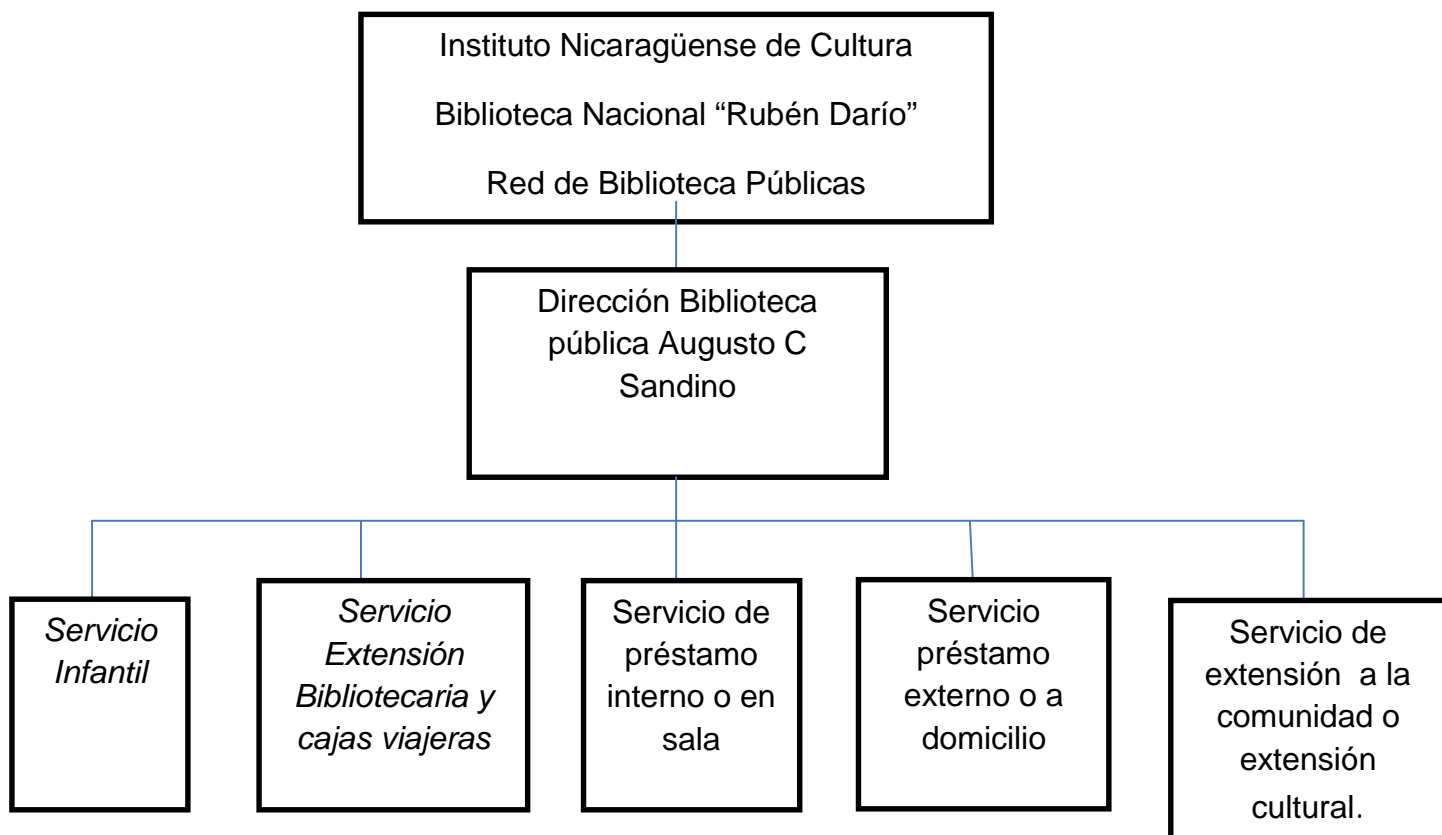 Instituto Nicaragüense de Cultura
Biblioteca Nacional “Rubén Darío”
Red de Biblioteca Públicas
Dirección Biblioteca
pública Augusto C
Sandino
Servicio
Infantil
Servicio
Extensión
Bibliotecaria y
cajas viajeras
Servicio de
préstamo
interno o en
sala
Servicio
préstamo
externo o a
domicilio
Servicio de
extensión a la
comunidad o
extensión
cultural.